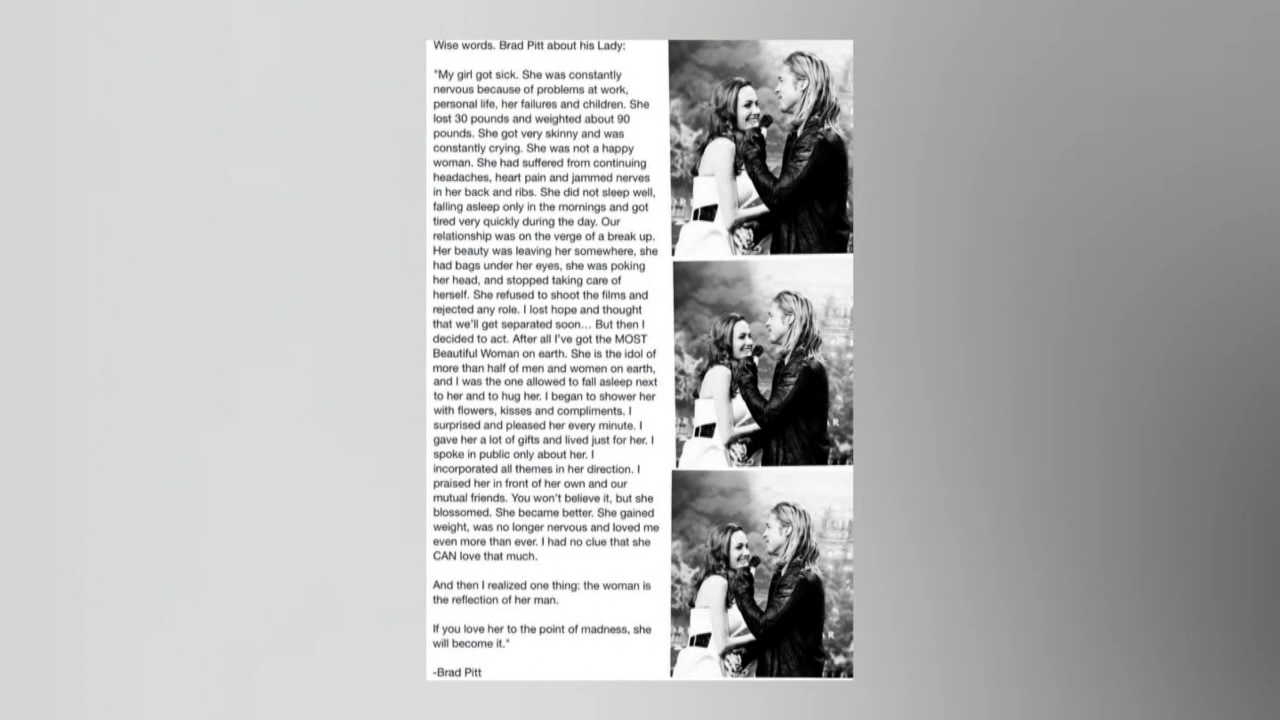 Wise words. Brad Pitt about his Lady:
"My girl got sick. She was constantly
nervous because of problems at work,
personal life, her failures and children. She
lost 30 pounds and weighted about 90
pounds. She got very skinny and was
constantly crying. She was not a happy
woman. She had suffered from continuing
headaches, heart pain and jammed nerves
in her back and ribs. She did not sleep well,
falling asleep only in the mornings and got
tired very quickly during the day. Our
relationship was on the verge of a break up.
Her beauty was leaving her somewhere, she
had bags under her eyes, she was poking
her head, and stopped taking care of
herself. She refused to shoot the films and
rejected any role. I lost hope and thought
that we'll get separated soon... But then I
decided to act. After all I've got the MOST
Beautiful Woman on earth. She is the idol of
more than half of men and women on earth,
and I was the one allowed to fall asleep next
to her and to hug her. I began to shower her
with flowers, kisses and compliments. I
surprised and pleased her every minute. I
gave her a lot of gifts and lived just for her. I
spoke in public only about her. I
incorporated all themes in her direction. I
praised her in front of her own and our
mutual friends. You won't believe it, but she
blossomed. She became better. She gained
weight, was no longer nervous and loved me
even more than ever. I had no clue that she
CAN love that much.
And then I realized one thing: the woman is
the reflection of her man.
If you love her to the point of madness, she
will become it."
-Brad Pitt